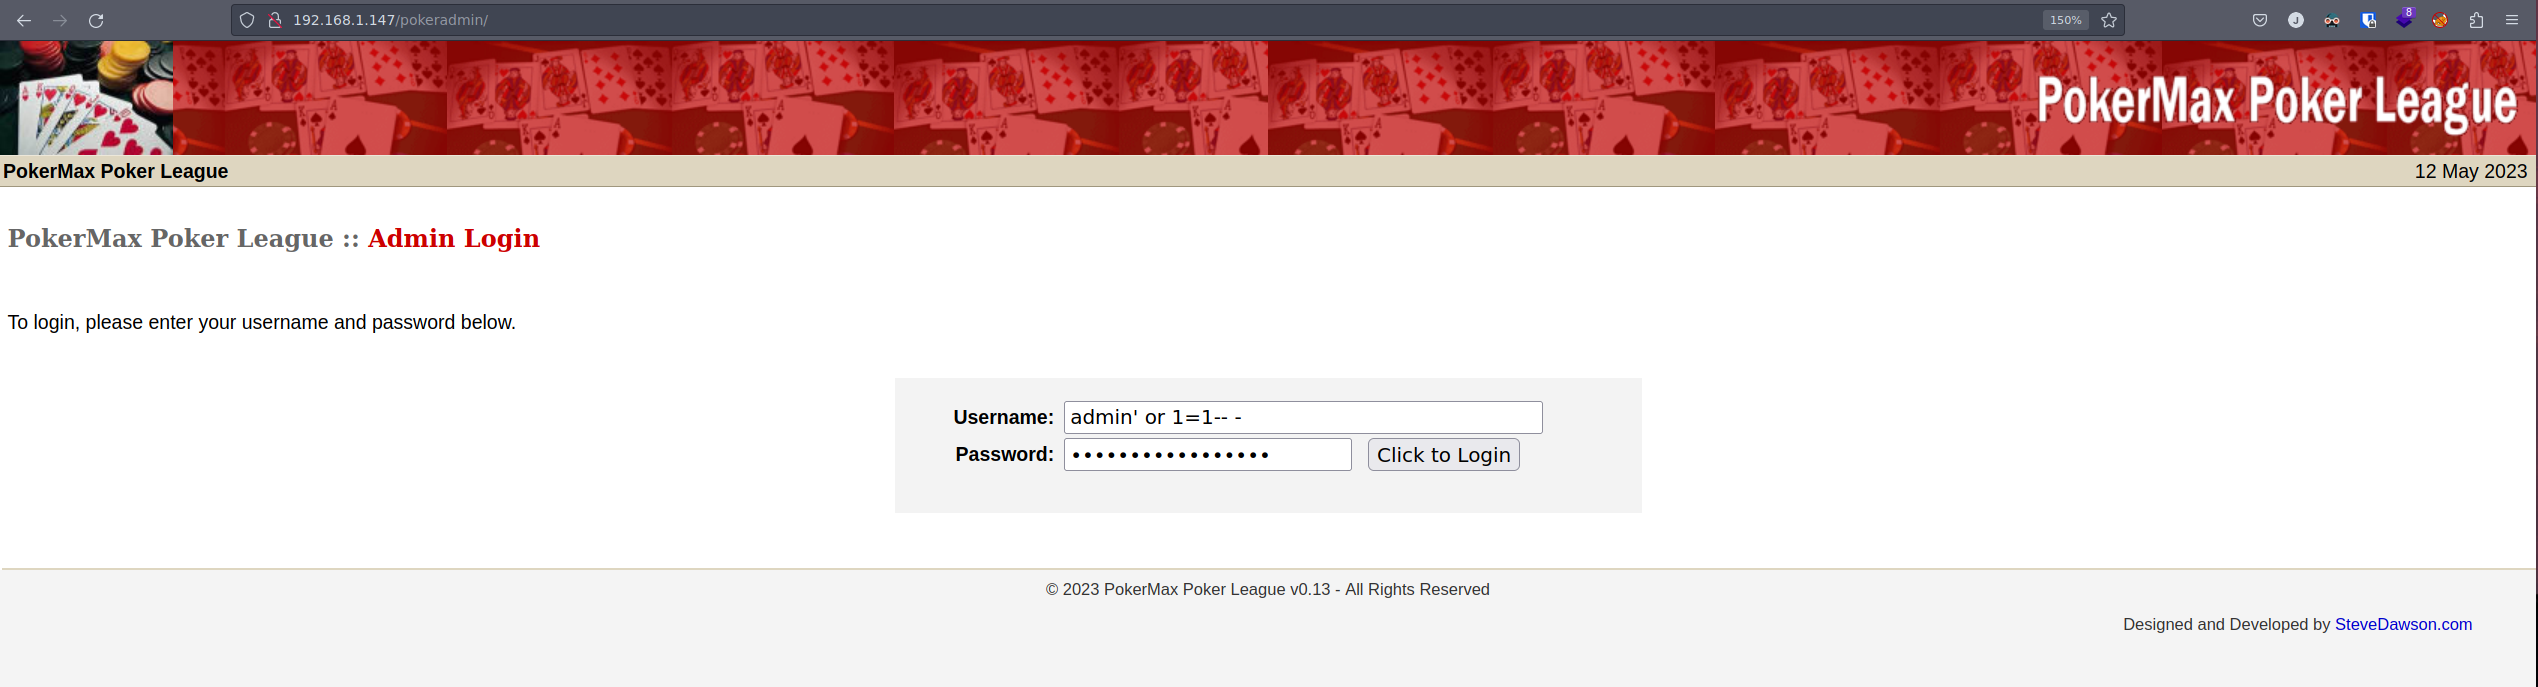 192.168.1.147/pokeradmin/
150%
J
8
PokerMax Poker League
PokerMax Poker League
12 May 2023
PokerMax Poker League :: Admin Login
To login, please enter your username and password below.
Username: admin' or 1=1-- -
Password: •••••••••••••••••
Click to Login
© 2023 PokerMax Poker League v0.13 - All Rights Reserved
Designed and Developed by SteveDawson.com